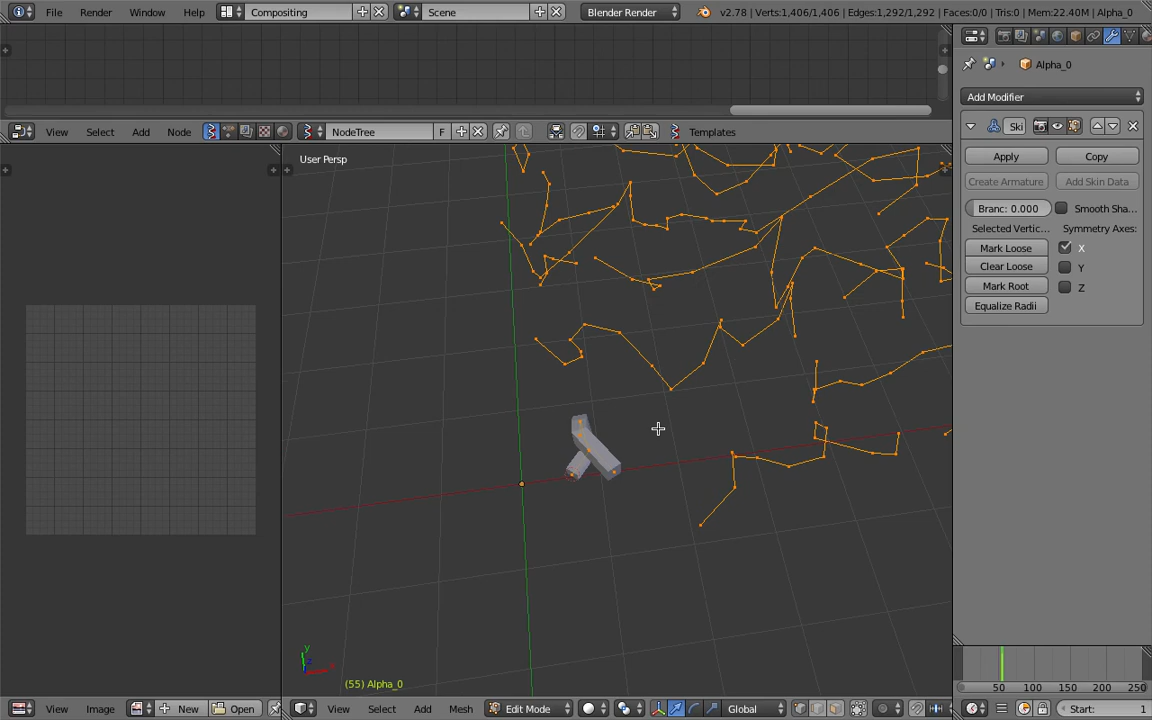 File Render Window Help Compositing Scene Blender Render v2.78 | Verts:1,406/1,406 | Edges:1,292/1,292 | Faces:0/0 | Tris:0 | Mem:22.40M | Alpha_0
Alpha_0
Add Modifier
Ski
View Select Add Node NodeTree F Templates
User Persp
Apply Copy
Create Armature Add Skin Data
Branc: 0.000 Smooth Sha...
Selected Vertic... Symmetry Axes:
Mark Loose X
Clear Loose Y
Mark Root Z
Equalize Radii
y
z
x
(55) Alpha_0
50 100 150 200 250
View Image New Open View Select Add Mesh Edit Mode Global Start: 1